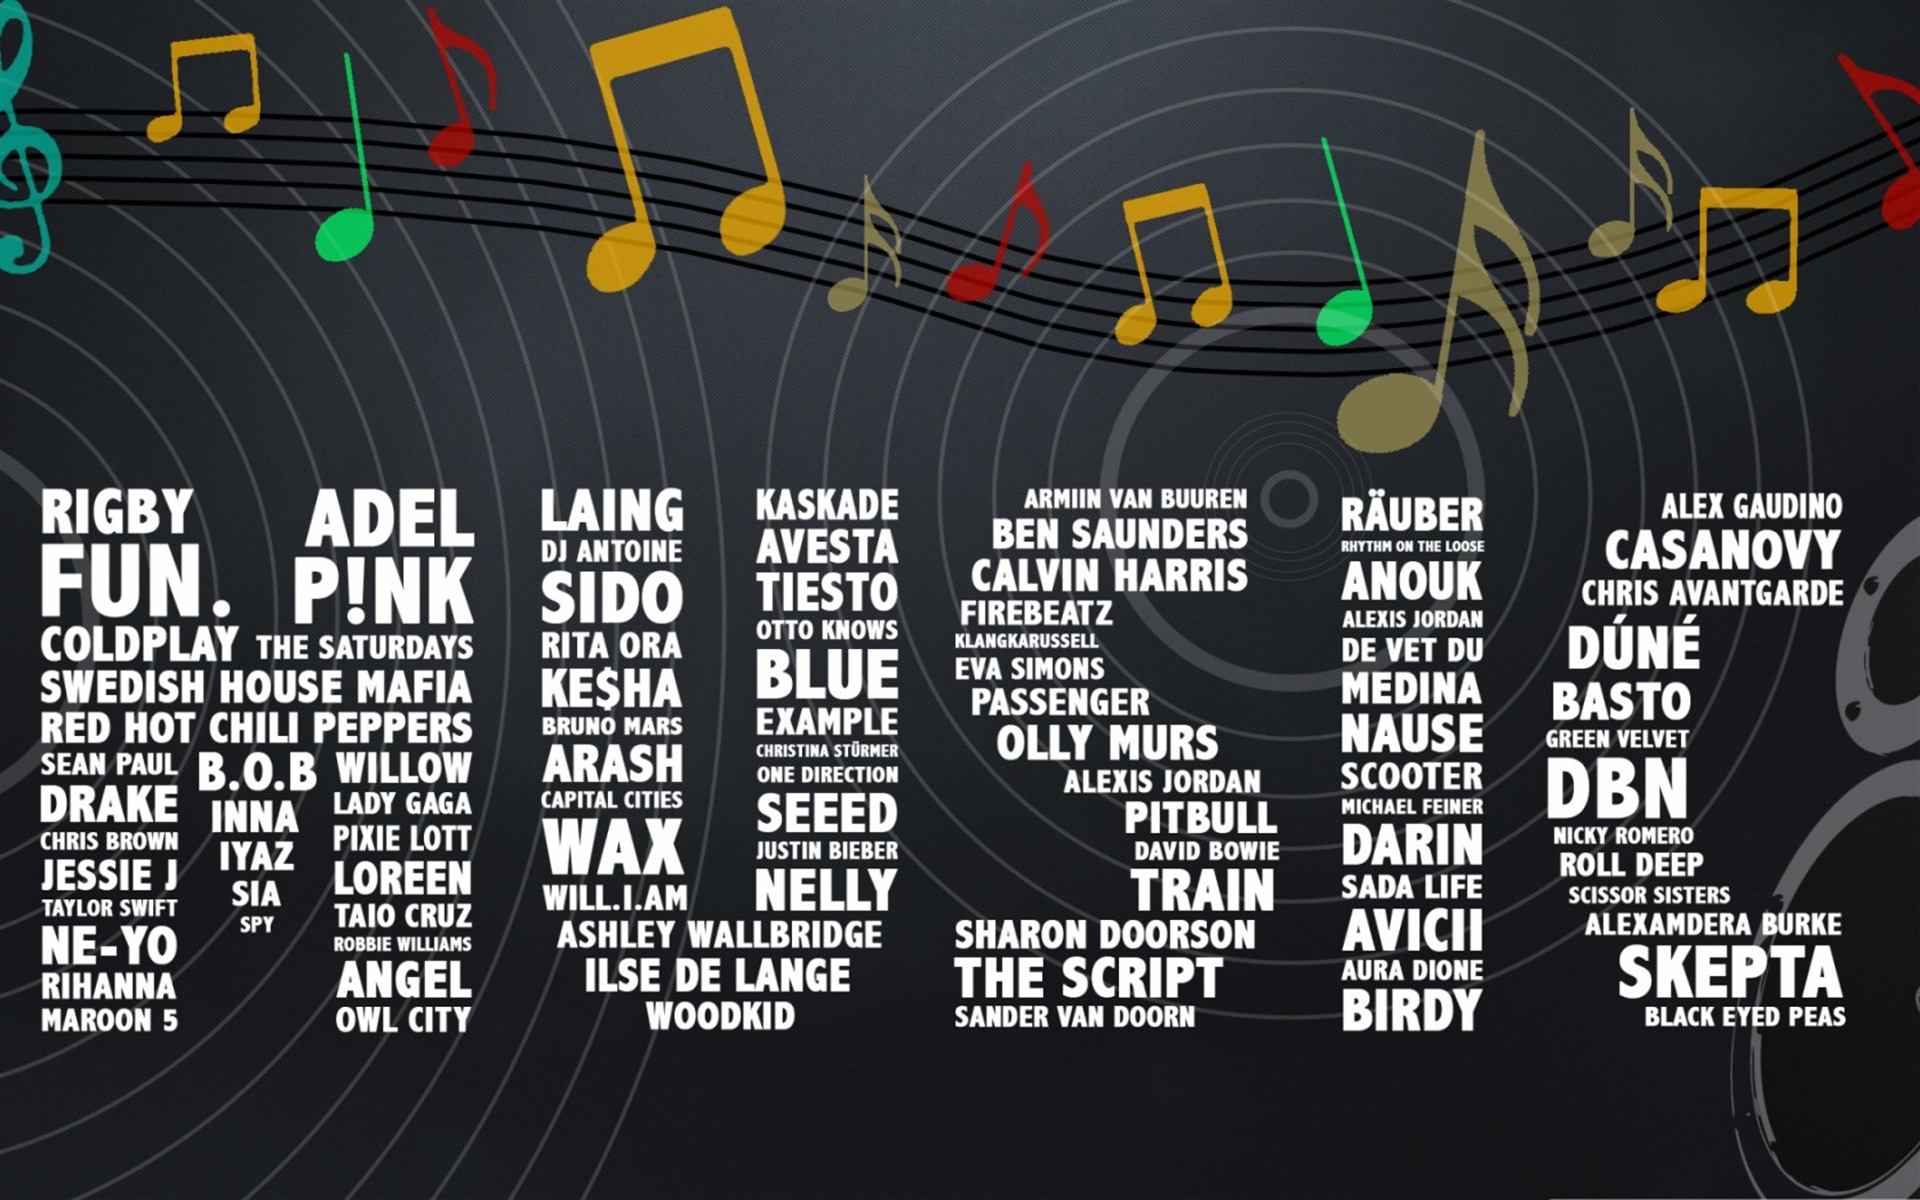 RIGBY
FUN.
ADEL
P!NK
COLDPLAY THE SATURDAYS
SWEDISH HOUSE MAFIA
RED HOT CHILI PEPPERS
SEAN PAUL
DRAKE
CHRIS BROWN
JESSIE J
TAYLOR SWIFT
NE-YO
RIHANNA
MAROON 5
B.O.B
INNA
IYAZ
SIA
SPY
WILLOW
LADY GAGA
PIXIE LOTT
LOREEN
TAIO CRUZ
ROBBIE WILLIAMS
ANGEL
OWL CITY
LAING
DJ ANTOINE
SIDO
RITA ORA
KE$HA
BRUNO MARS
ARASH
CAPITAL CITIES
WAX
WILL.I.AM
KASKADE
AVESTA
TIESTO
OTTO KNOWS
BLUE
EXAMPLE
CHRISTINA STÜRMER
ONE DIRECTION
SEEED
JUSTIN BIEBER
NELLY
ASHLEY WALLBRIDGE
ILSE DE LANGE
WOODKID
ARMIIN VAN BUUREN
BEN SAUNDERS
CALVIN HARRIS
FIREBEATZ
KLANGKARUSSELL
EVA SIMONS
PASSENGER
OLLY MURS
ALEXIS JORDAN
PITBULL
DAVID BOWIE
TRAIN
SHARON DOORSON
THE SCRIPT
SANDER VAN DOORN
RÄUBER
RHYTHM ON THE LOOSE
ANOUK
ALEXIS JORDAN
DE VET DU
MEDINA
NAUSE
SCOOTER
MICHAEL FEINER
DARIN
SADA LIFE
AVICII
AURA DIONE
BIRDY
ALEX GAUDINO
CASANOVY
CHRIS AVANTGARDE
DÚNÉ
BASTO
GREEN VELVET
DBN
NICKY ROMERO
ROLL DEEP
SCISSOR SISTERS
ALEXAMDERA BURKE
SKEPTA
BLACK EYED PEAS